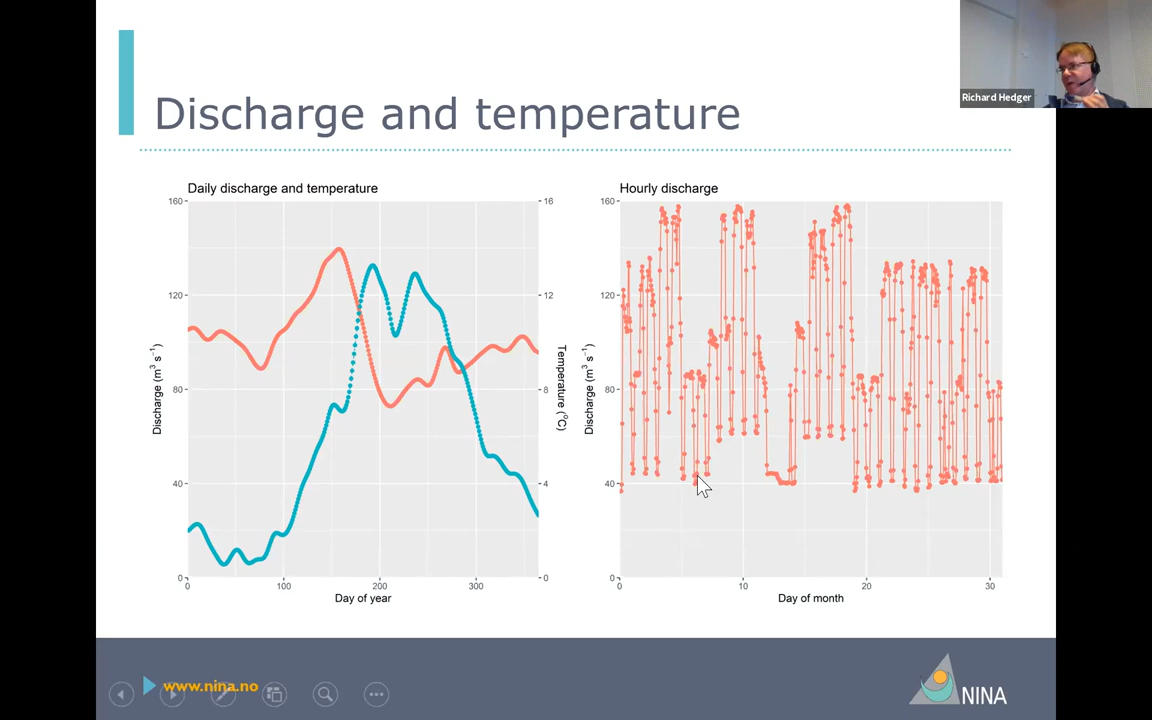 Richard Hedger
Discharge and temperature
Daily discharge and temperature
160
120
80
40
0
Discharge (m³ s⁻¹)
16
12
8
4
0
Temperature (°C)
0 100 200 300
Day of year
Hourly discharge
160
120
80
40
0
Discharge (m³ s⁻¹)
0 10 20 30
Day of month
www.nina.no
NINA